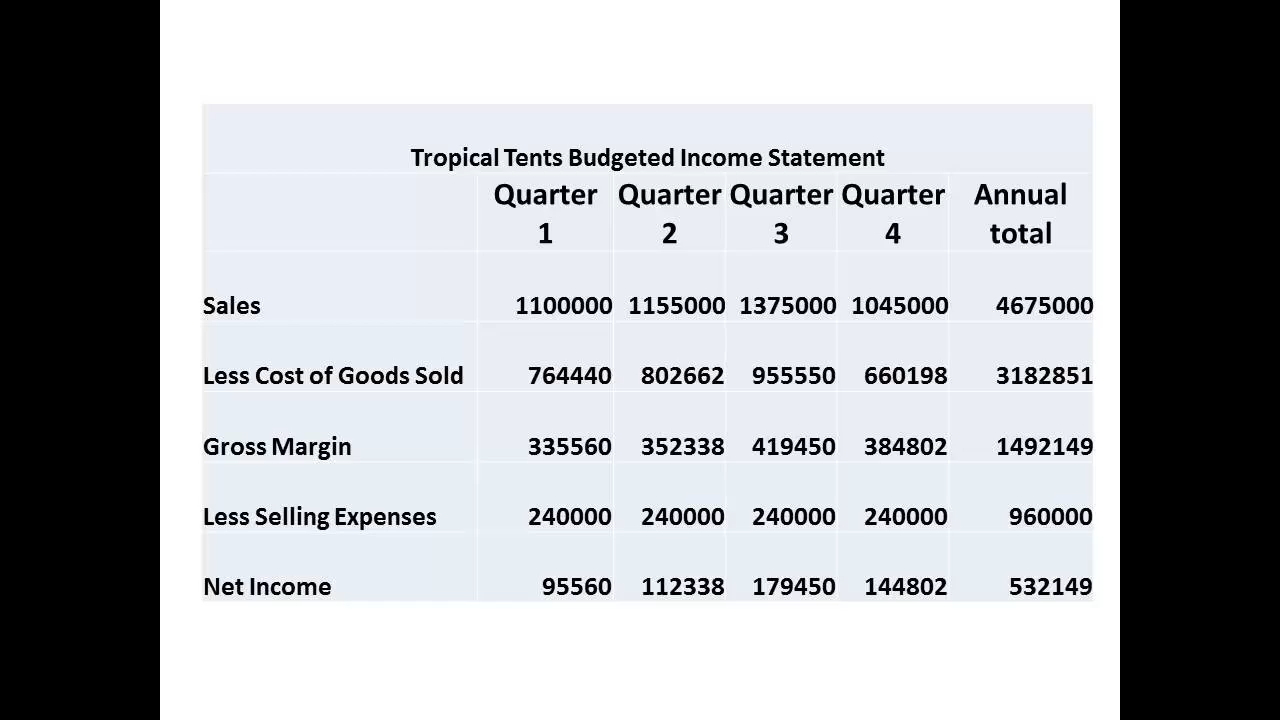 Tropical Tents Budgeted Income Statement
Quarter Quarter Quarter Quarter Annual
1 2 3 4 total
Sales 1100000 1155000 1375000 1045000 4675000
Less Cost of Goods Sold 764440 802662 955550 660198 3182851
Gross Margin 335560 352338 419450 384802 1492149
Less Selling Expenses 240000 240000 240000 240000 960000
Net Income 95560 112338 179450 144802 532149